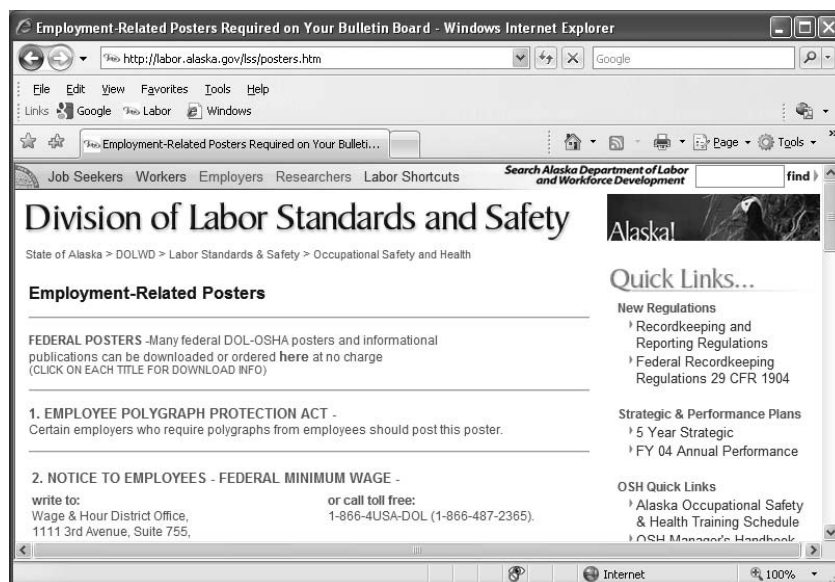 Employment-Related Posters Required on Your Bulletin Board - Windows Internet Explorer
http://labor.alaska.gov/lss/posters.htm
Google
File Edit View Favorites Tools Help
Links Google Labor Windows
Employment-Related Posters Required on Your Bulleti...
Page Tools
Job Seekers Workers Employers Researchers Labor Shortcuts
Search Alaska Department of Labor
and Workforce Development
find
Division of Labor Standards and Safety
Alaska!
State of Alaska > DOLWD > Labor Standards & Safety > Occupational Safety and Health
Employment-Related Posters
FEDERAL POSTERS -Many federal DOL-OSHA posters and informational
publications can be downloaded or ordered here at no charge
(CLICK ON EACH TITLE FOR DOWNLOAD INFO)
1. EMPLOYEE POLYGRAPH PROTECTION ACT -
Certain employers who require polygraphs from employees should post this poster.
2. NOTICE TO EMPLOYEES - FEDERAL MINIMUM WAGE -
write to:
Wage & Hour District Office,
1111 3rd Avenue, Suite 755,
or call toll free:
1-866-4USA-DOL (1-866-487-2365).
Quick Links...
New Regulations
Recordkeeping and
Reporting Regulations
Federal Recordkeeping
Regulations 29 CFR 1904
Strategic & Performance Plans
5 Year Strategic
FY 04 Annual Performance
OSH Quick Links
Alaska Occupational Safety
& Health Training Schedule
OSH Manager's Handbook
Internet
100%